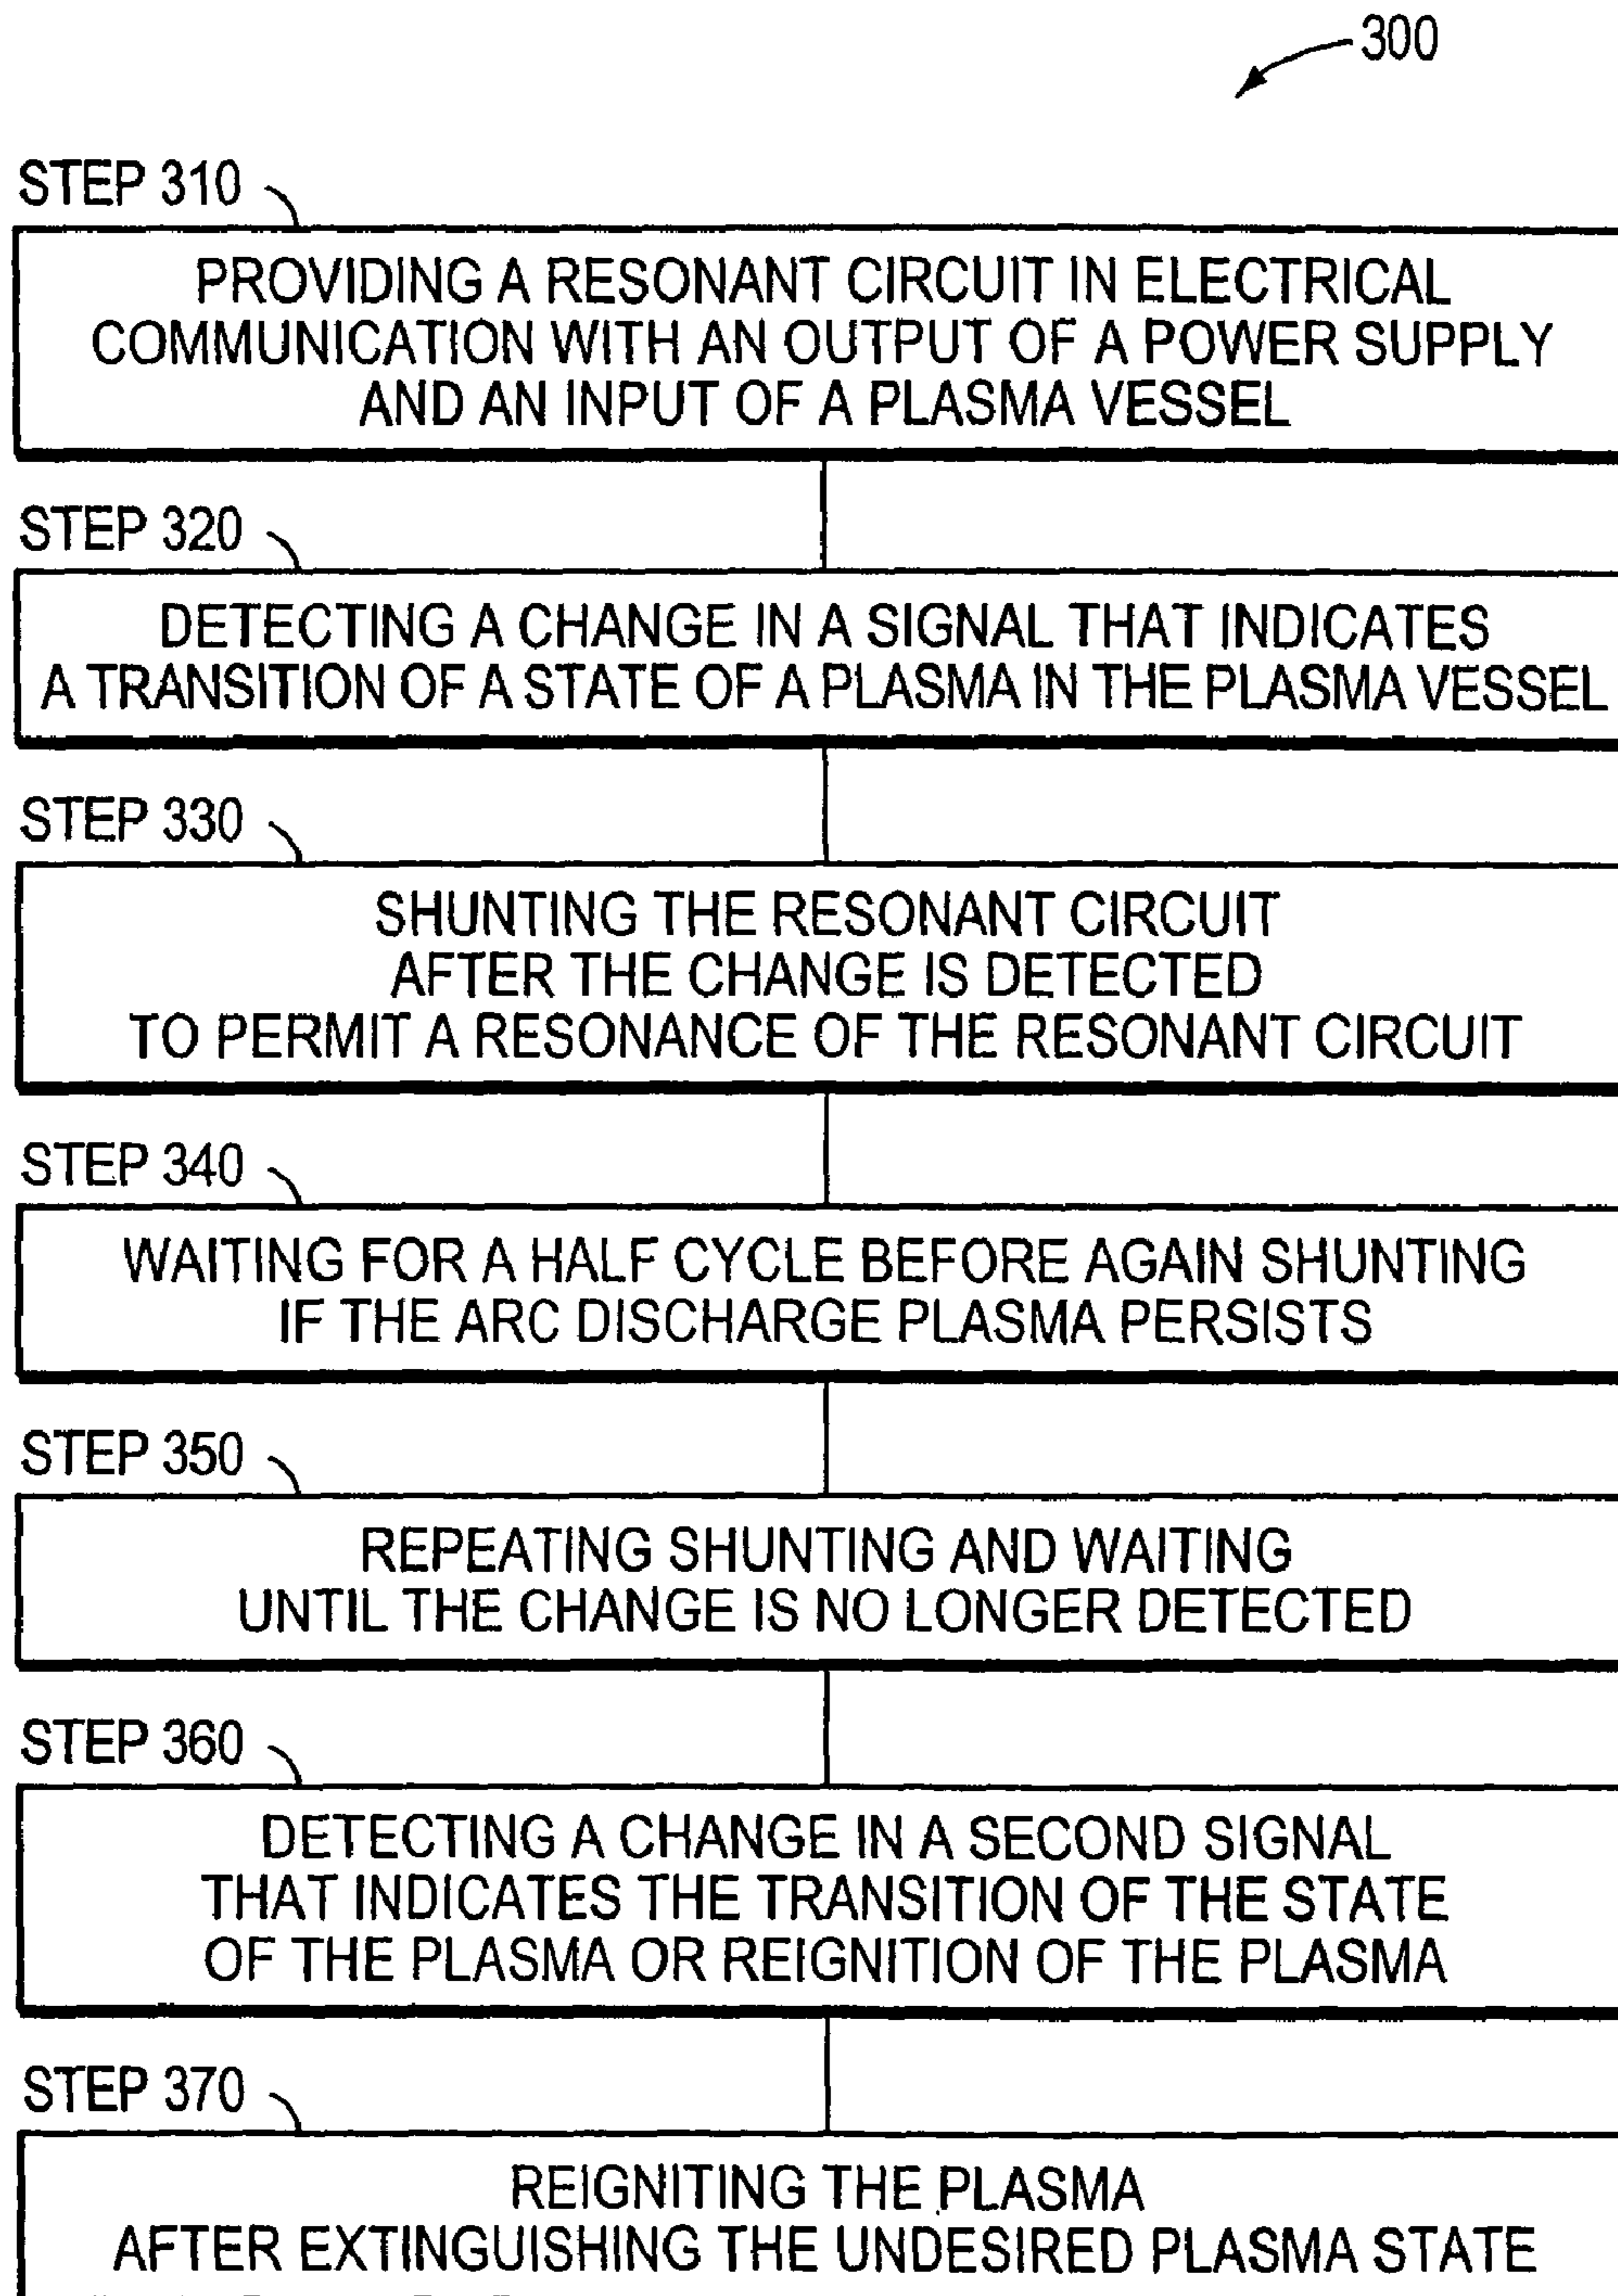 300
STEP 310
PROVIDING A RESONANT CIRCUIT IN ELECTRICAL
COMMUNICATION WITH AN OUTPUT OF A POWER SUPPLY
AND AN INPUT OF A PLASMA VESSEL
STEP 320
DETECTING A CHANGE IN A SIGNAL THAT INDICATES
A TRANSITION OF A STATE OF A PLASMA IN THE PLASMA VESSEL
STEP 330
SHUNTING THE RESONANT CIRCUIT
AFTER THE CHANGE IS DETECTED
TO PERMIT A RESONANCE OF THE RESONANT CIRCUIT
STEP 340
WAITING FOR A HALF CYCLE BEFORE AGAIN SHUNTING
IF THE ARC DISCHARGE PLASMA PERSISTS
STEP 350
REPEATING SHUNTING AND WAITING
UNTIL THE CHANGE IS NO LONGER DETECTED
STEP 360
DETECTING A CHANGE IN A SECOND SIGNAL
THAT INDICATES THE TRANSITION OF THE STATE
OF THE PLASMA OR REIGNITION OF THE PLASMA
STEP 370
REIGNITING THE PLASMA
AFTER EXTINGUISHING THE UNDESIRED PLASMA STATE